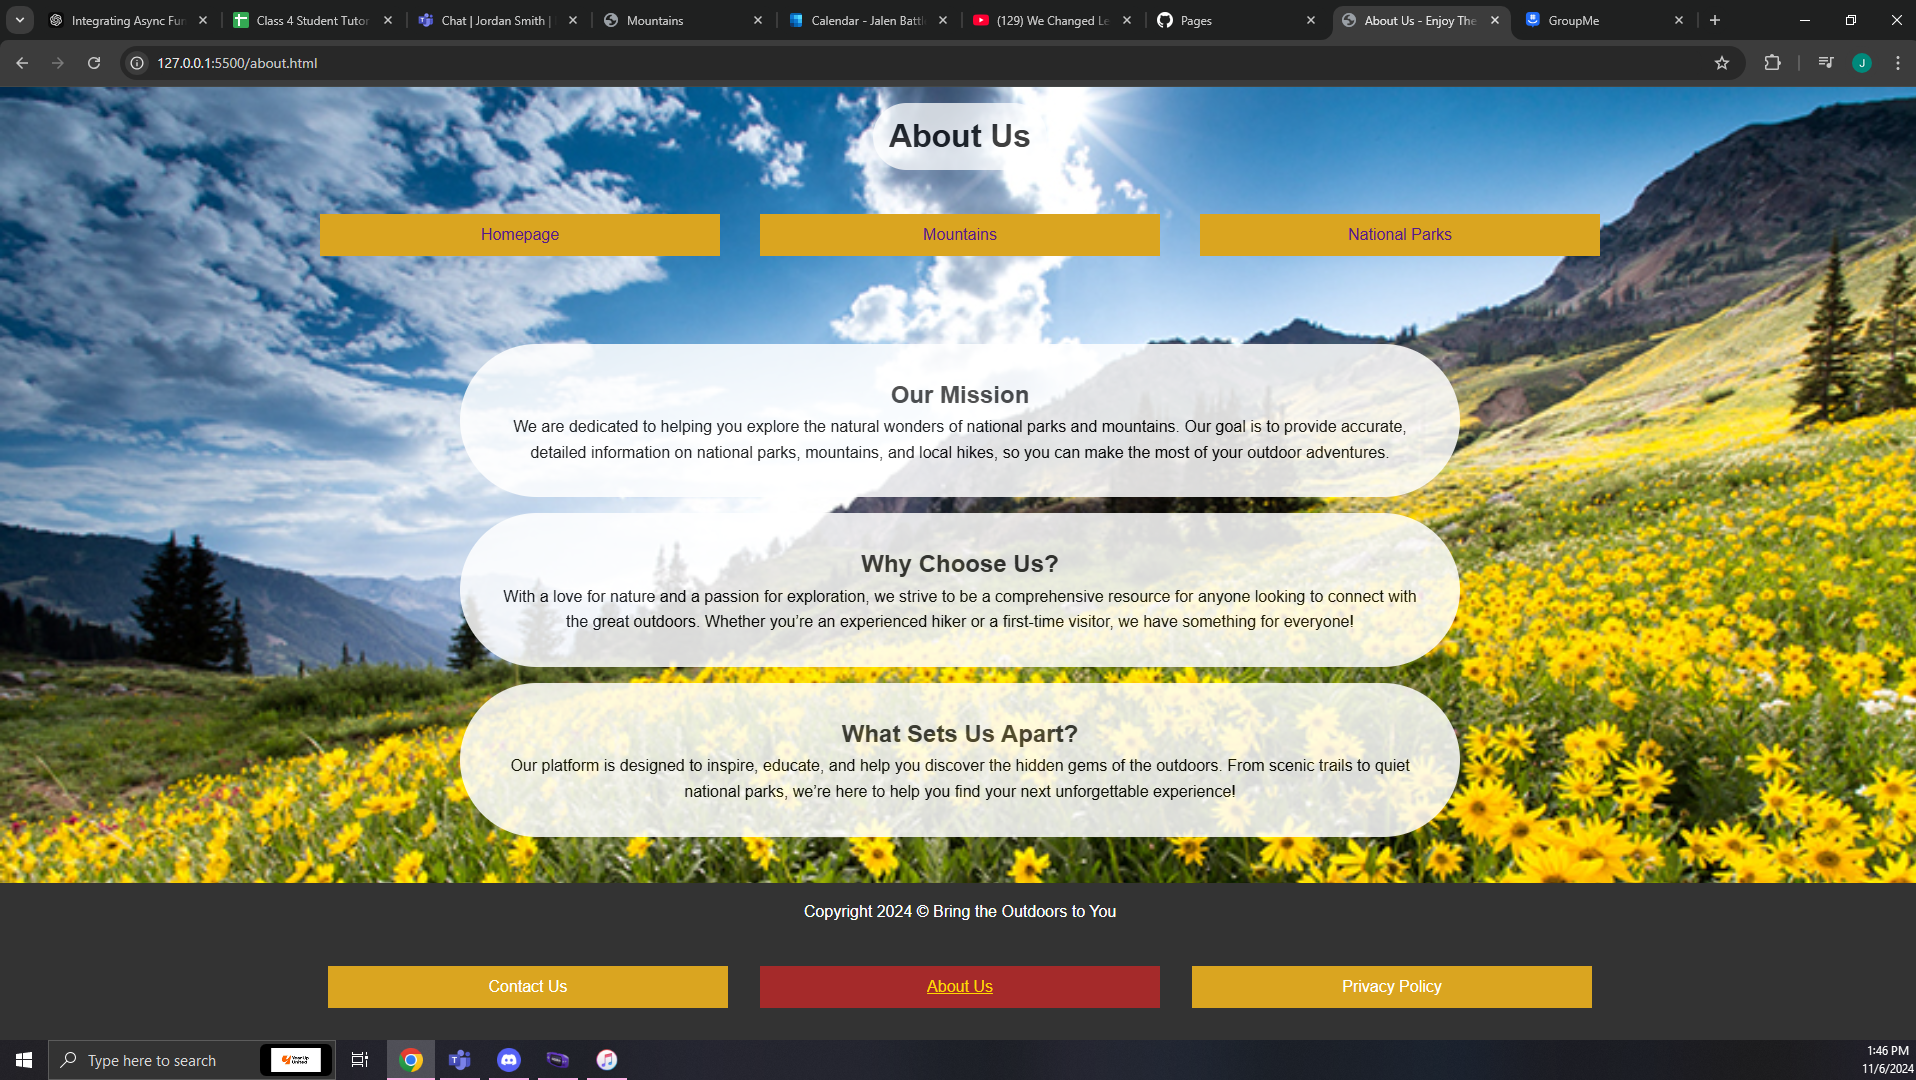 Integrating Async Fu
Class 4 Student Tutor
Chat | Jordan Smith |
Mountains
Calendar - Jalen Battl
(129) We Changed Le
Pages
About Us - Enjoy The
GroupMe
127.0.0.1:5500/about.html
J
About Us
Homepage
Mountains
National Parks
Our Mission
We are dedicated to helping you explore the natural wonders of national parks and mountains. Our goal is to provide accurate,
detailed information on national parks, mountains, and local hikes, so you can make the most of your outdoor adventures.
Why Choose Us?
With a love for nature and a passion for exploration, we strive to be a comprehensive resource for anyone looking to connect with
the great outdoors. Whether you’re an experienced hiker or a first-time visitor, we have something for everyone!
What Sets Us Apart?
Our platform is designed to inspire, educate, and help you discover the hidden gems of the outdoors. From scenic trails to quiet
national parks, we’re here to help you find your next unforgettable experience!
Copyright 2024 © Bring the Outdoors to You
Contact Us
About Us
Privacy Policy
Type here to search
Year Up
United
1:46 PM
11/6/2024